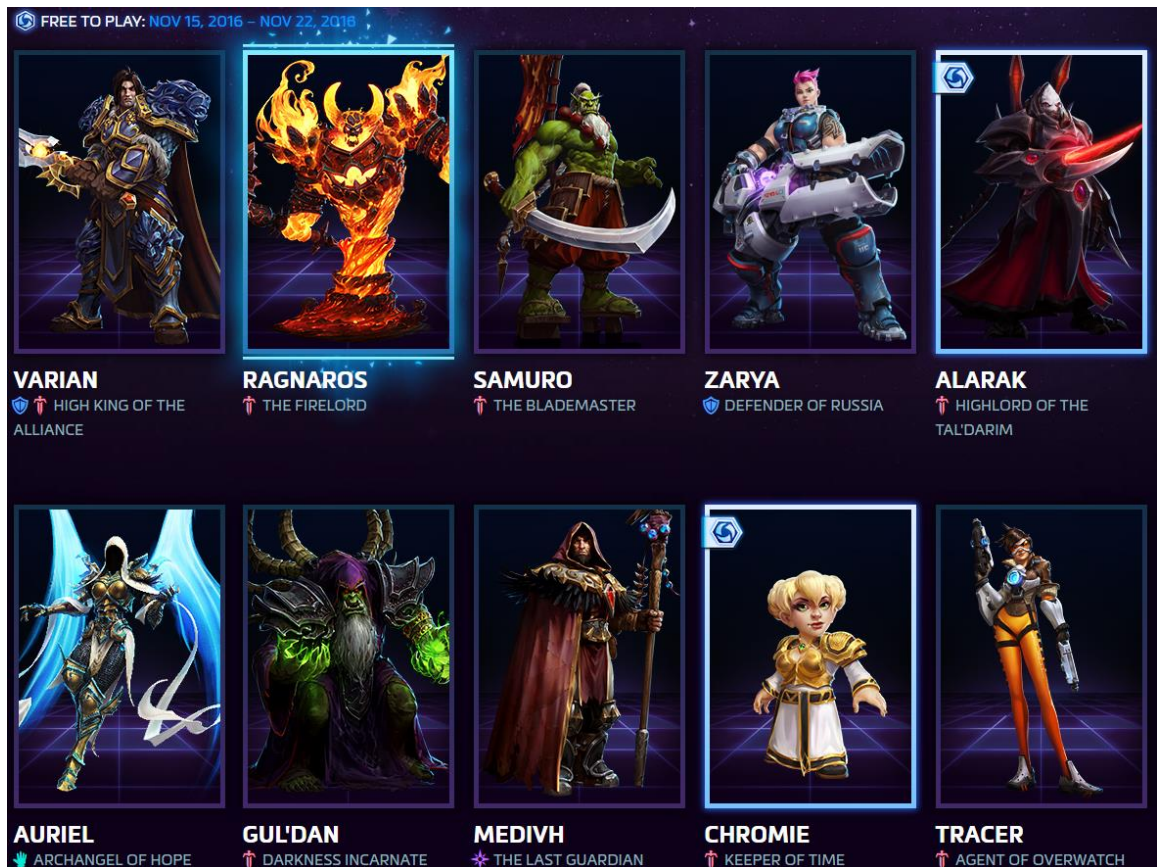 FREE TO PLAY: NOV 15, 2016 – NOV 22, 2016
VARIAN
HIGH KING OF THE
ALLIANCE
RAGNAROS
THE FIRELORD
SAMURO
THE BLADEMASTER
ZARYA
DEFENDER OF RUSSIA
ALARAK
HIGHLORD OF THE
TAL'DARIM
AURIEL
ARCHANGEL OF HOPE
GUL'DAN
DARKNESS INCARNATE
MEDIVH
THE LAST GUARDIAN
CHROMIE
KEEPER OF TIME
TRACER
AGENT OF OVERWATCH